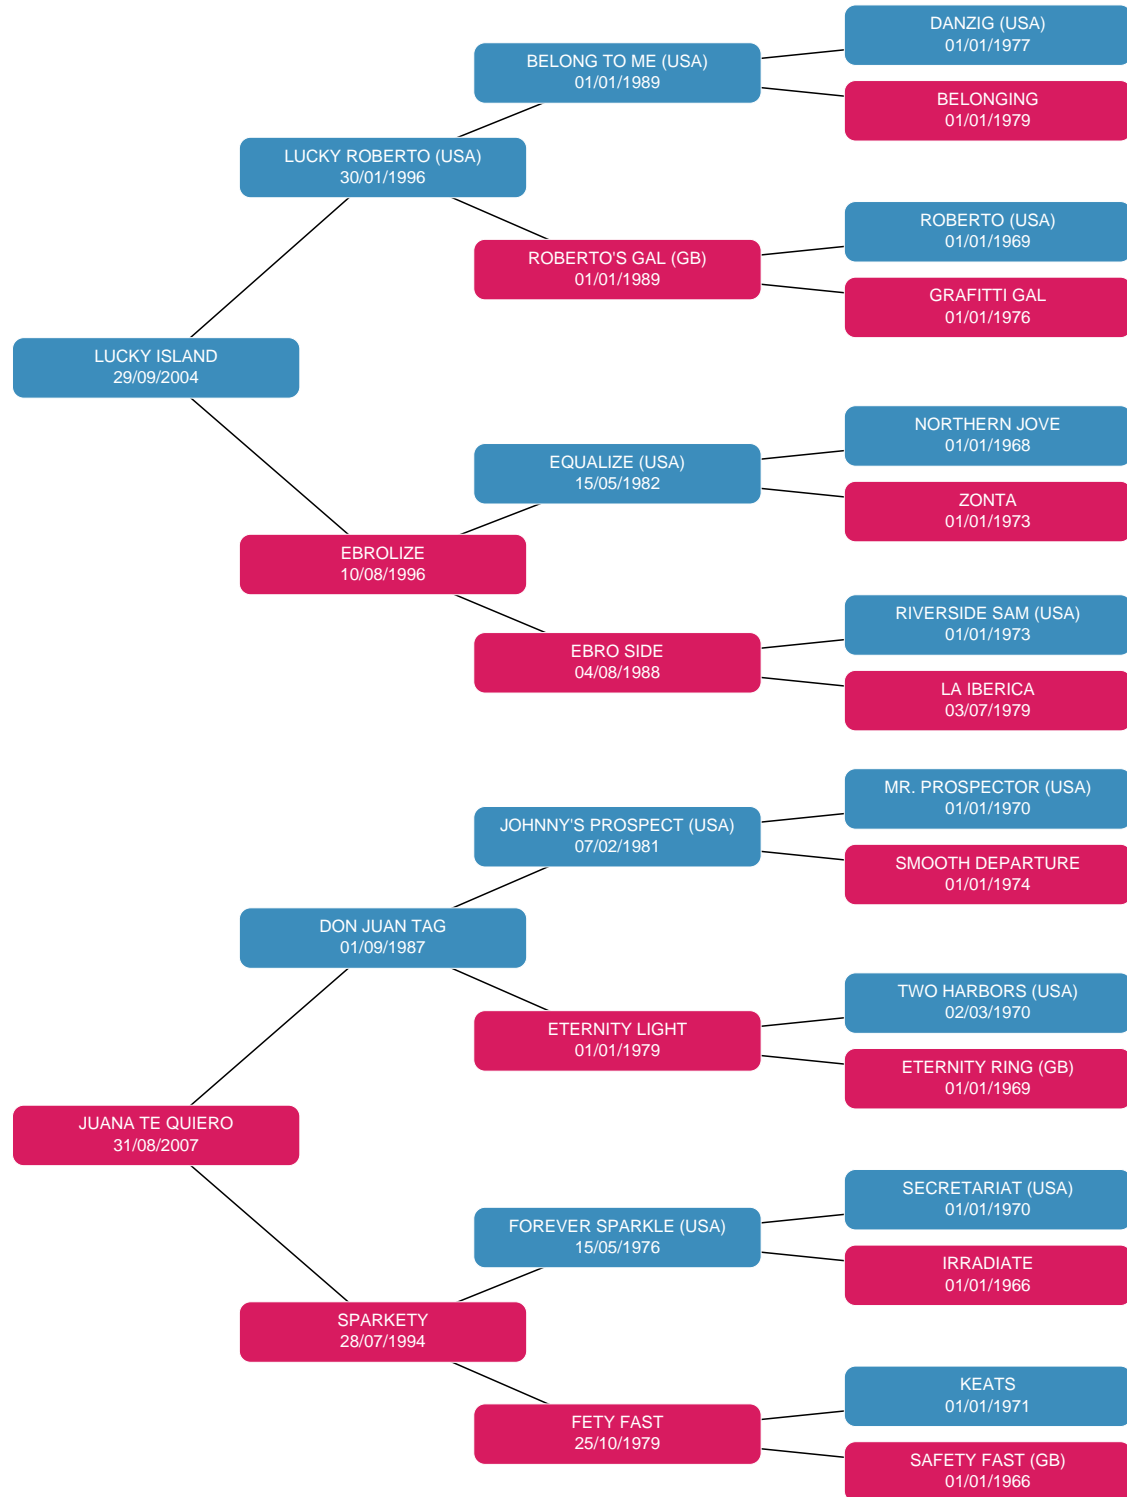 DANZIG (USA)
01/01/1977
BELONG TO ME (USA)
01/01/1989
BELONGING
01/01/1979
LUCKY ROBERTO (USA)
30/01/1996
ROBERTO (USA)
01/01/1969
ROBERTO'S GAL (GB)
01/01/1989
GRAFITTI GAL
01/01/1976
LUCKY ISLAND
29/09/2004
NORTHERN JOVE
01/01/1968
EQUALIZE (USA)
15/05/1982
ZONTA
01/01/1973
EBROLIZE
10/08/1996
RIVERSIDE SAM (USA)
01/01/1973
EBRO SIDE
04/08/1988
LA IBERICA
03/07/1979
MR. PROSPECTOR (USA)
01/01/1970
JOHNNY'S PROSPECT (USA)
07/02/1981
SMOOTH DEPARTURE
01/01/1974
DON JUAN TAG
01/09/1987
TWO HARBORS (USA)
02/03/1970
ETERNITY LIGHT
01/01/1979
ETERNITY RING (GB)
01/01/1969
JUANA TE QUIERO
31/08/2007
SECRETARIAT (USA)
01/01/1970
FOREVER SPARKLE (USA)
15/05/1976
IRRADIATE
01/01/1966
SPARKETY
28/07/1994
KEATS
01/01/1971
FETY FAST
25/10/1979
SAFETY FAST (GB)
01/01/1966